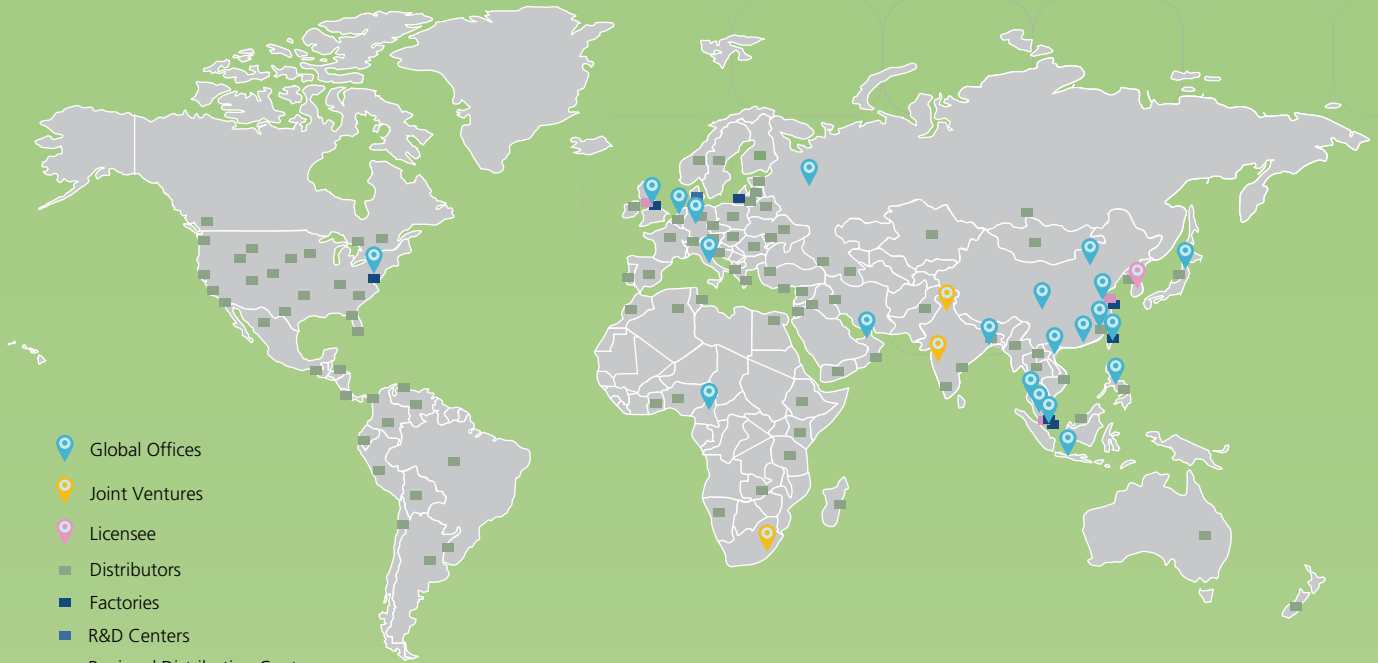 Global Offices
Joint Ventures
Licensee
Distributors
Factories
R&D Centers